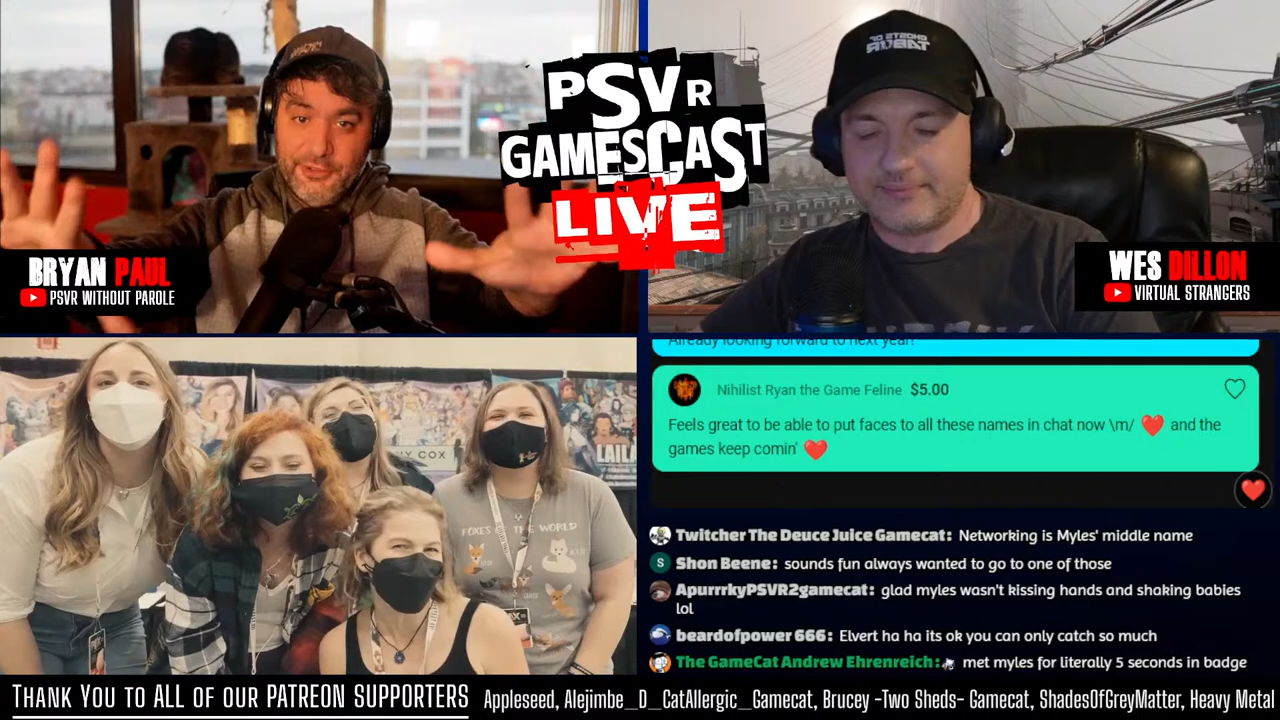 PSVR
GAMESCAST
LIVE
BRYAN PAUL
PSVR WITHOUT PAROLE
GHOSTS OF
TABOR
WES DILLON
VIRTUAL STRANGERS
NY COX
LAILA
FOXES OF THE WORLD
Already looking forward to next year!
Nihilist Ryan the Game Feline $5.00
Feels great to be able to put faces to all these names in chat now \m/ ❤️ and the
games keep comin' ❤️
Twitcher The Deuce Juice Gamecat: Networking is Myles' middle name
S Shon Beene: sounds fun always wanted to go to one of those
ApurrrkyPSVR2gamecat: glad myles wasn't kissing hands and shaking babies
lol
beardofpower 666: Elvert ha ha its ok you can only catch so much
The GameCat Andrew Ehrenreich: met myles for literally 5 seconds in badge
THANK YOU TO ALL OF OUR PATREON SUPPORTERS Appleseed, Alejimbe_D_CatAllergic_Gamecat, Brucey -Two Sheds- Gamecat, ShadesOfGreyMatter, Heavy Metal